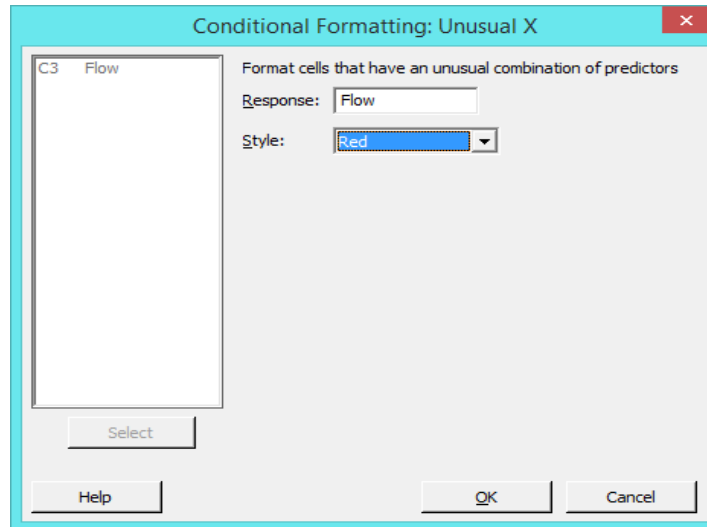 Conditional Formatting: Unusual X
C3 Flow
Format cells that have an unusual combination of predictors
Response: Flow
Style: Red
Select
Help
OK
Cancel